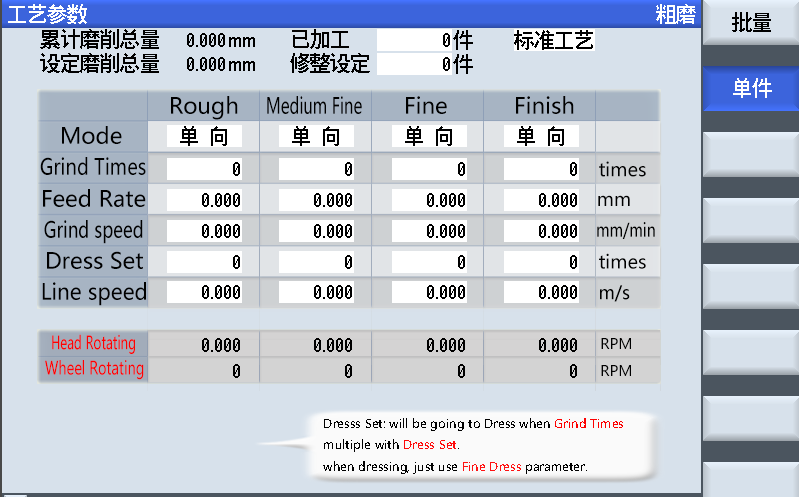 工艺参数 粗磨 批量
累计磨削总量 0.000mm 已加工 0件 标准工艺
设定磨削总量 0.000mm 修整设定 0件
单件
Rough Medium Fine Fine Finish
Mode 单 向 单 向 单 向 单 向
Grind Times 0 0 0 0 times
Feed Rate 0.000 0.000 0.000 0.000 mm
Grind speed 0.000 0.000 0.000 0.000 mm/min
Dress Set 0 0 0 0 times
Line speed 0.000 0.000 0.000 0.000 m/s
Head Rotating 0.000 0.000 0.000 0.000 RPM
Wheel Rotating 0 0 0 0 RPM
Dresss Set: will be going to Dress when Grind Times
multiple with Dress Set.
when dressing, just use Fine Dress parameter.